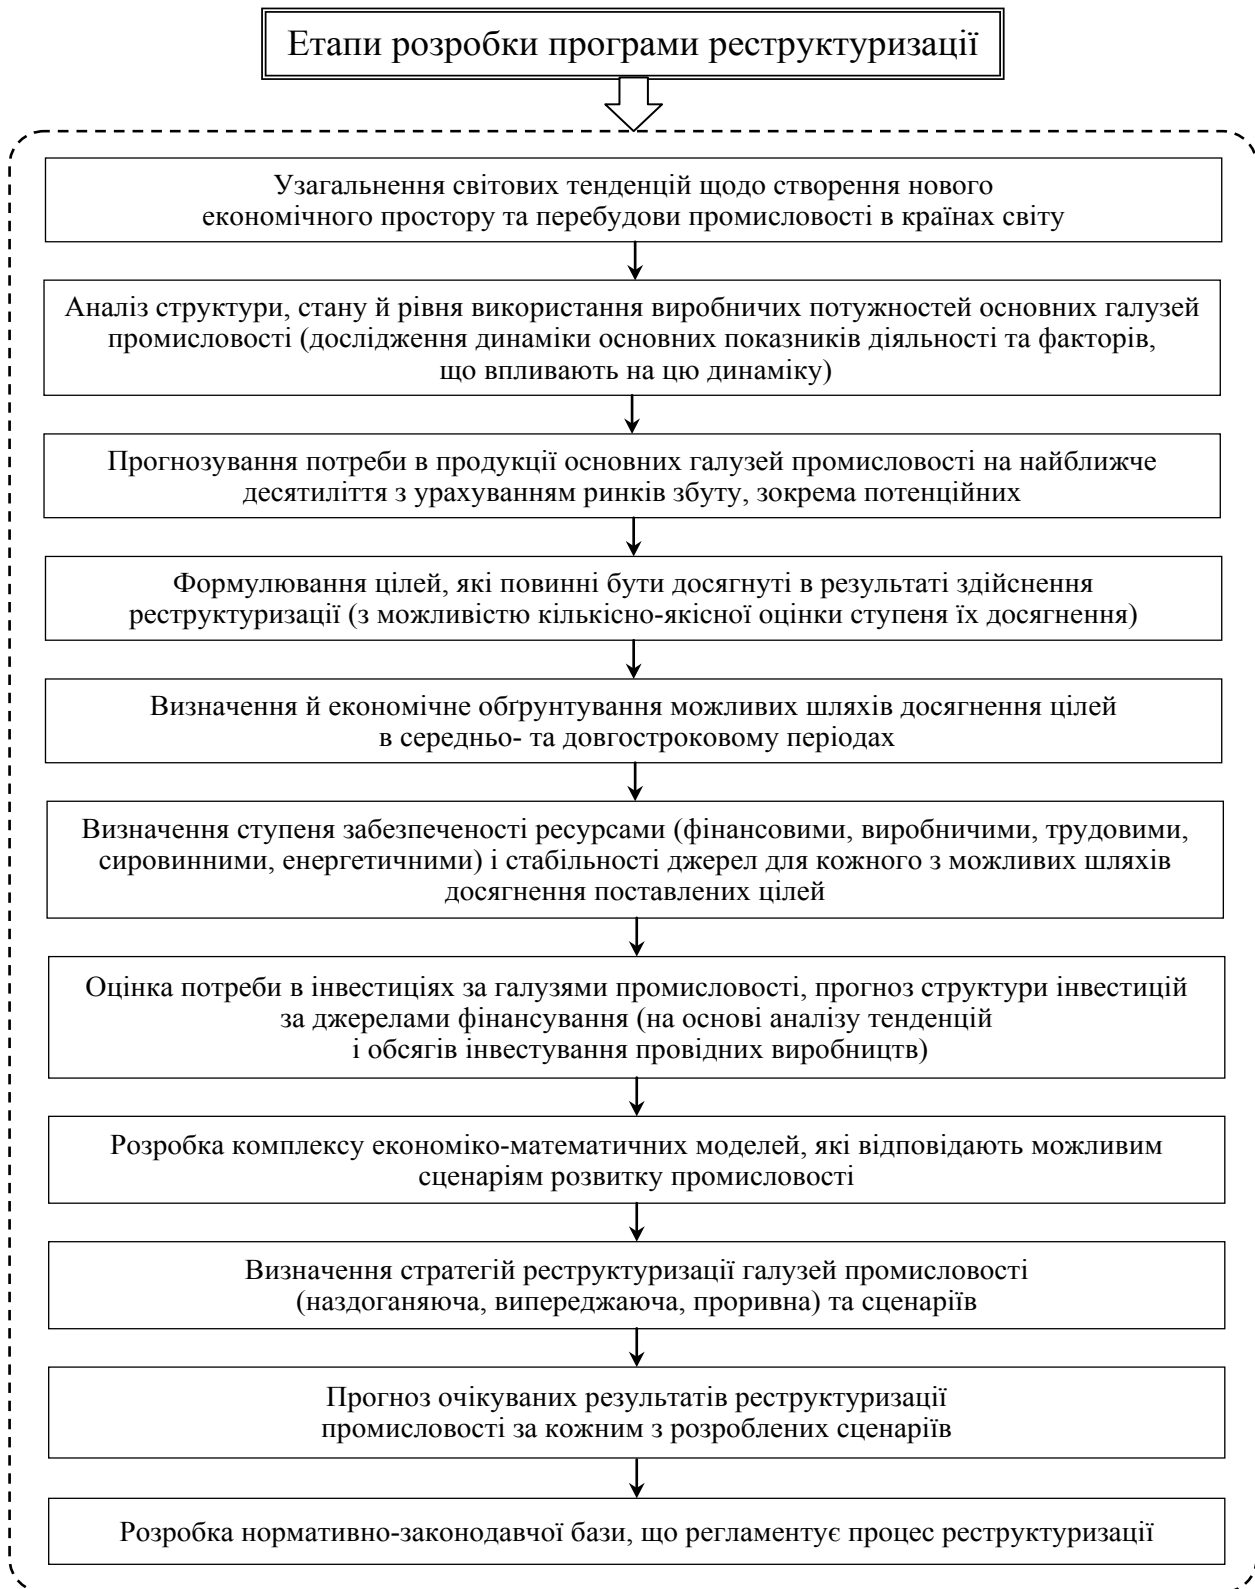 Етапи розробки програми реструктуризації
Узагальнення світових тенденцій щодо створення нового
економічного простору та перебудови промисловості в країнах світу
Аналіз структури, стану й рівня використання виробничих потужностей основних галузей
промисловості (дослідження динаміки основних показників діяльності та факторів,
що впливають на цю динаміку)
Прогнозування потреби в продукції основних галузей промисловості на найближче
десятиліття з урахуванням ринків збуту, зокрема потенційних
Формулювання цілей, які повинні бути досягнуті в результаті здійснення
реструктуризації (з можливістю кількісно-якісної оцінки ступеня їх досягнення)
Визначення й економічне обґрунтування можливих шляхів досягнення цілей
в середньо- та довгостроковому періодах
Визначення ступеня забезпеченості ресурсами (фінансовими, виробничими, трудовими,
сировинними, енергетичними) і стабільності джерел для кожного з можливих шляхів
досягнення поставлених цілей
Оцінка потреби в інвестиціях за галузями промисловості, прогноз структури інвестицій
за джерелами фінансування (на основі аналізу тенденцій
і обсягів інвестування провідних виробництв)
Розробка комплексу економіко-математичних моделей, які відповідають можливим
сценаріям розвитку промисловості
Визначення стратегій реструктуризації галузей промисловості
(наздоганяюча, випереджаюча, проривна) та сценаріїв
Прогноз очікуваних результатів реструктуризації
промисловості за кожним з розроблених сценаріїв
Розробка нормативно-законодавчої бази, що регламентує процес реструктуризації